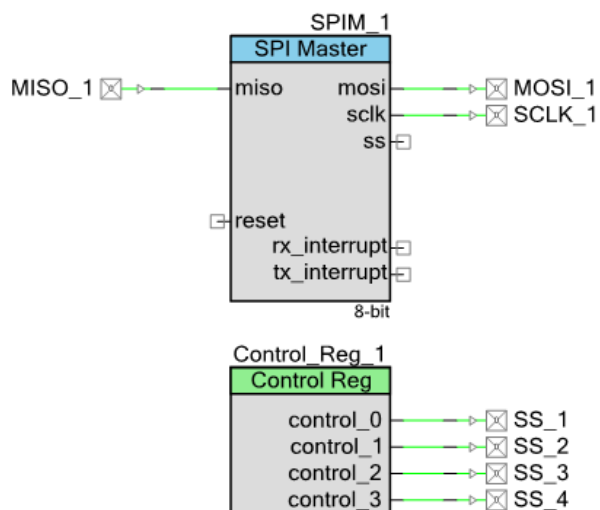 SPIM_1
SPI Master
MISO_1 miso mosi MOSI_1
sclk SCLK_1
ss
reset
rx_interrupt
tx_interrupt
8-bit
Control_Reg_1
Control Reg
control_0 SS_1
control_1 SS_2
control_2 SS_3
control_3 SS_4